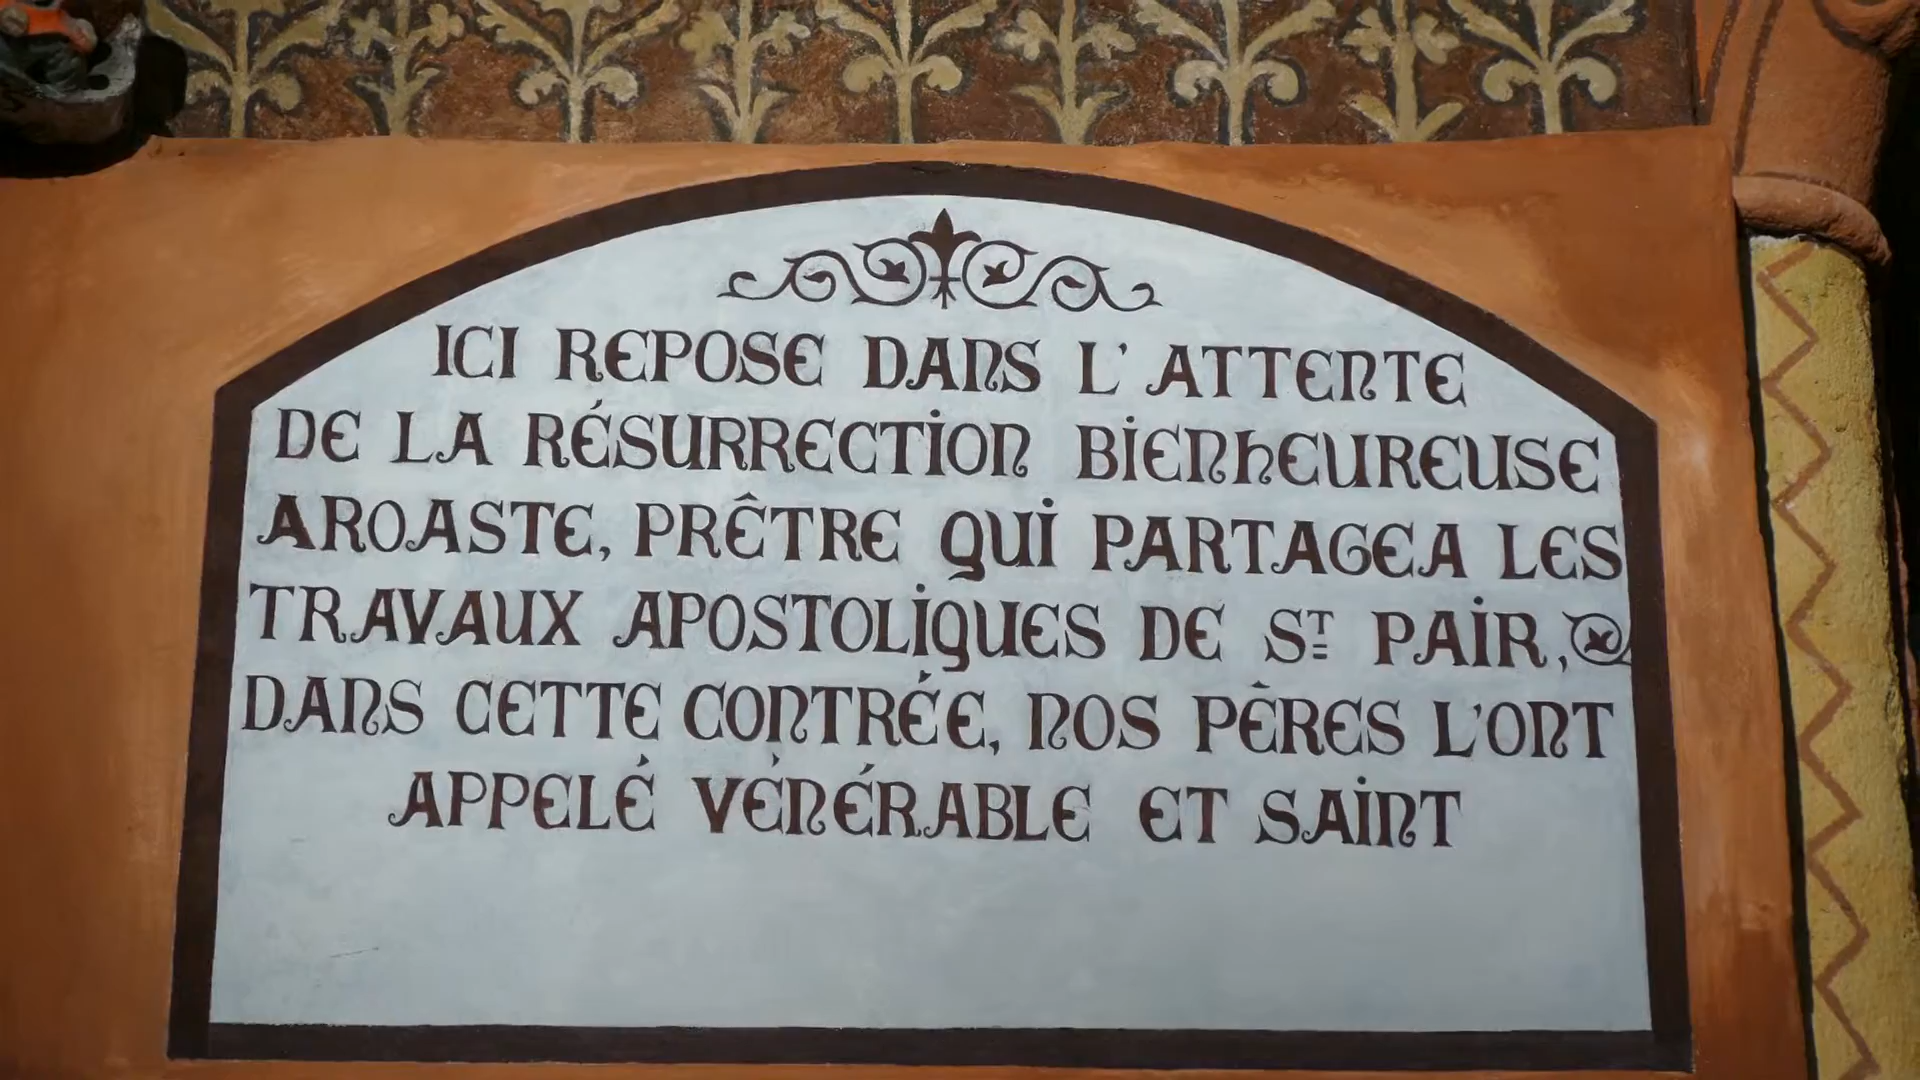 ICI REPOSE DANS L' ATTENTE
DE LA RÉSURRECTION BIENHEUREUSE
AROASTE, PRÊTRE QUI PARTAGEA LES
TRAVAUX APOSTOLIQUES DE ST PAIR,
DANS CETTE CONTRÉE, NOS PÊRES L'ONT
APPELÉ VÉNÉRABLE ET SAINT